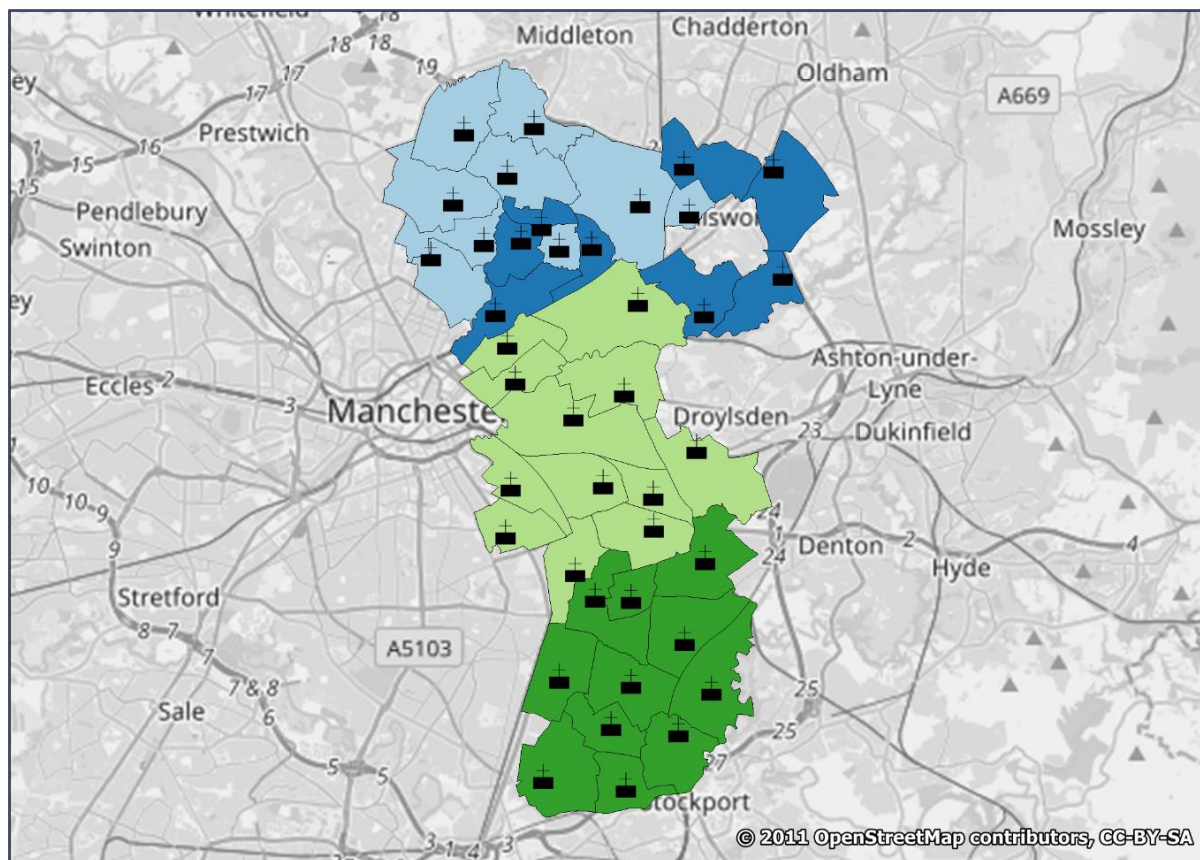 18
Middleton
Chadderton
18
18
19
17
Oldham
A669
17
Prestwich
16
1
15
15
Pendlebury
Mossley
Swinton
Ashton-under-
Lyne
Eccles
2
3
Droylsden
23
Dukinfield
10
10
9
24
1
Denton
2
4
9
24
Hyde
Stretford
8
7
A5103
7
7 & 8
25
Sale
6
25
27
5
5
3
1
4
3
© 2011 OpenStreetMap contributors, CC-BY-SA